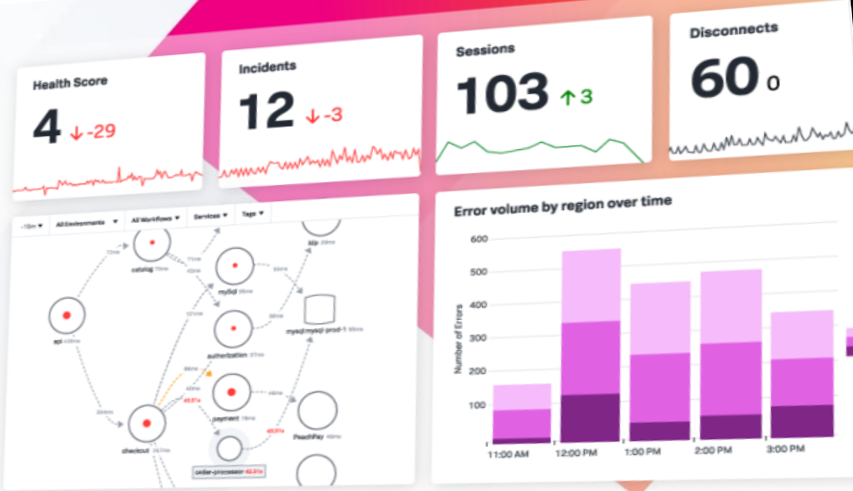 Health Score
4 ↓-29
Incidents
12 ↓-3
Sessions
103 ↑3
Disconnects
60 0
-10m All Environments All Workflows Services Tags
catalog
mySql
api
authorization
mysql:mysql-prod-1
payment
PeachPay
checkout
order-processor
Error volume by region over time
Number of Errors
600
500
400
300
200
100
11:00 AM 12:00 PM 1:00 PM 2:00 PM 3:00 PM